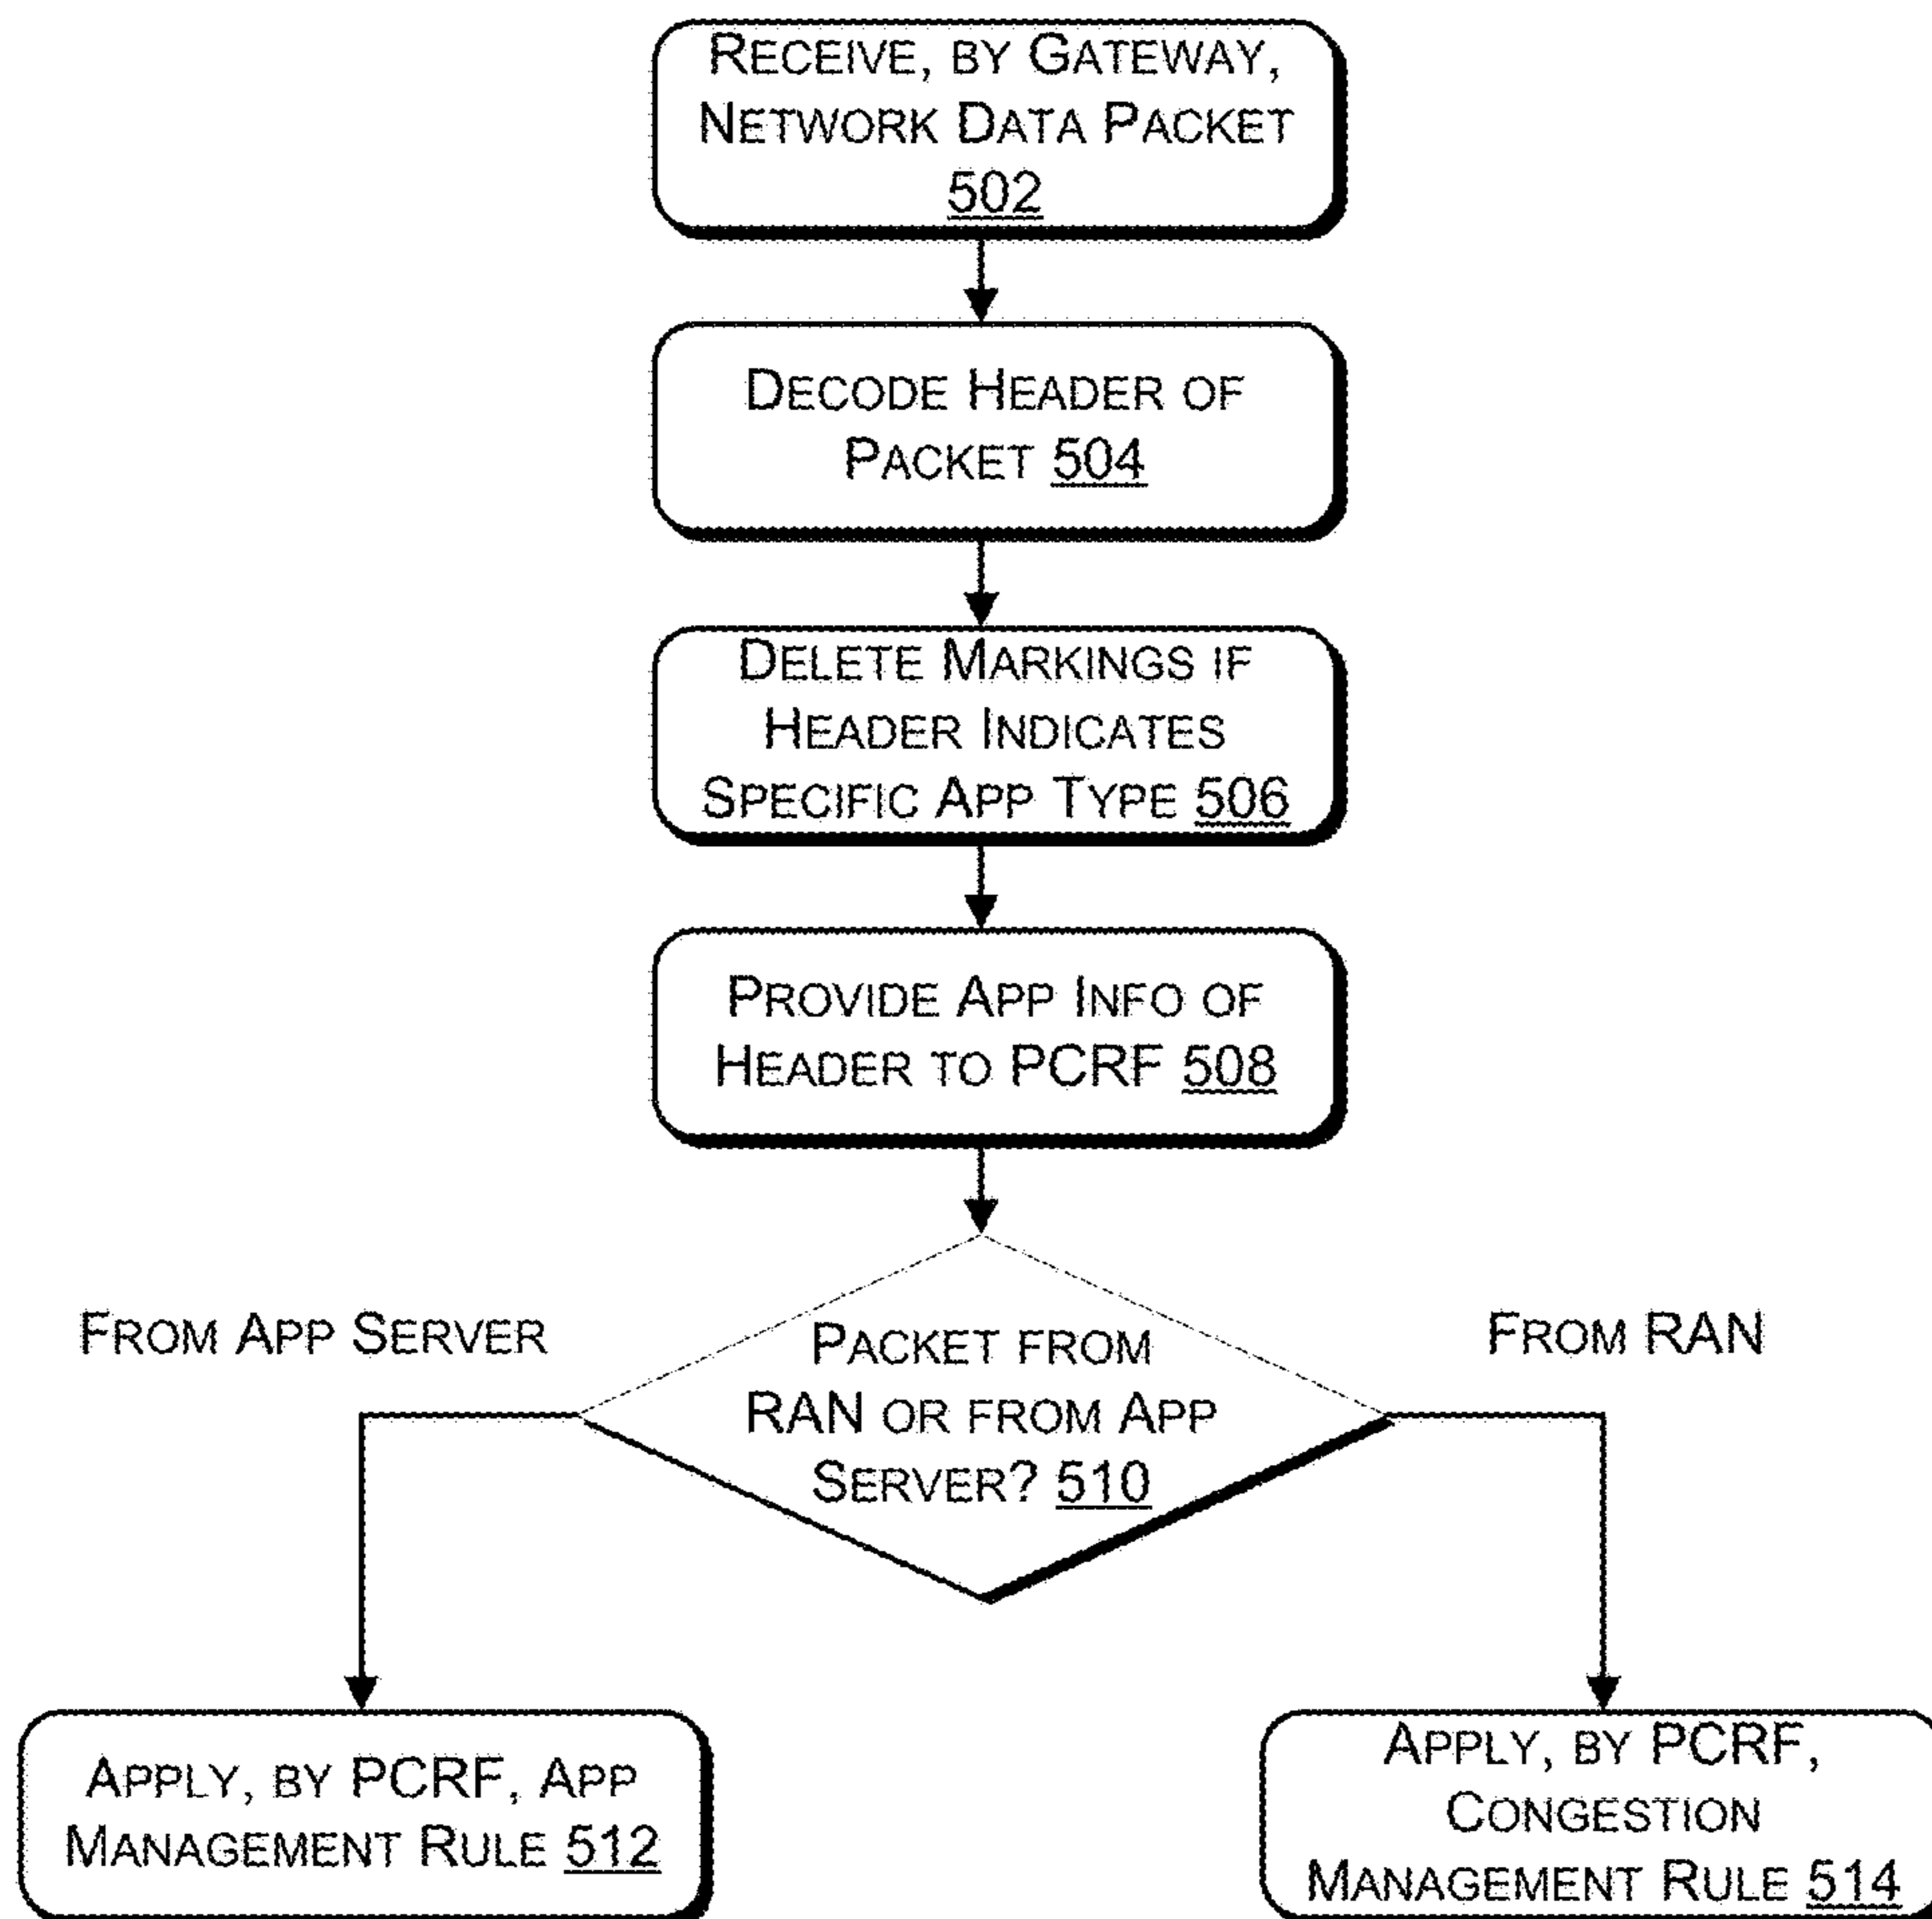 RECEIVE, BY GATEWAY,
NETWORK DATA PACKET
502
DECODE HEADER OF
PACKET 504
DELETE MARKINGS IF
HEADER INDICATES
SPECIFIC APP TYPE 506
PROVIDE APP INFO OF
HEADER TO PCRF 508
FROM APP SERVER
PACKET FROM
RAN OR FROM APP
SERVER? 510
FROM RAN
APPLY, BY PCRF, APP
MANAGEMENT RULE 512
APPLY, BY PCRF,
CONGESTION
MANAGEMENT RULE 514